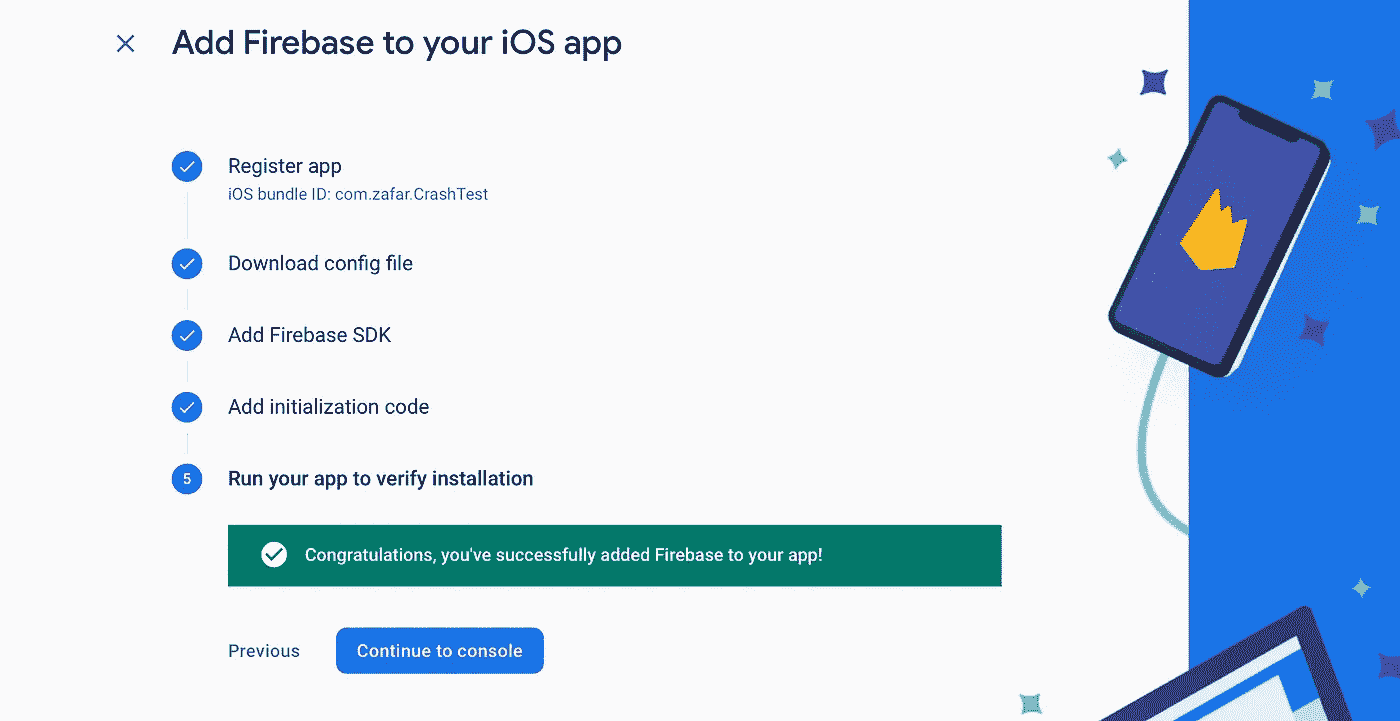 Add Firebase to your iOS app
Register app
iOS bundle ID: com.zafar.CrashTest
Download config file
Add Firebase SDK
Add initialization code
5 Run your app to verify installation
Congratulations, you've successfully added Firebase to your app!
Previous Continue to console